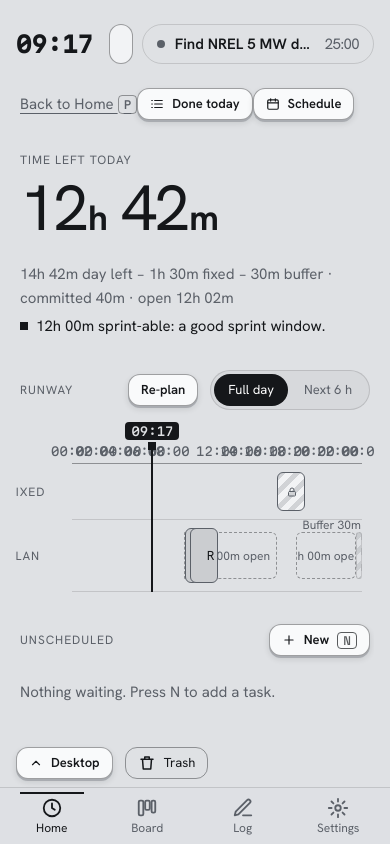 09:17
Find NREL 5 MW d... 25:00
Back to Home P Done today Schedule
TIME LEFT TODAY
12h 42m
14h 42m day left – 1h 30m fixed – 30m buffer ·
committed 40m · open 12h 02m
12h 00m sprint-able: a good sprint window.
RUNWAY Re-plan Full day Next 6 h
09:17
IXED
Buffer 30m
LAN R 00m open h 00m ope
UNSCHEDULED + New N
Nothing waiting. Press N to add a task.
Desktop Trash
Home Board Log Settings